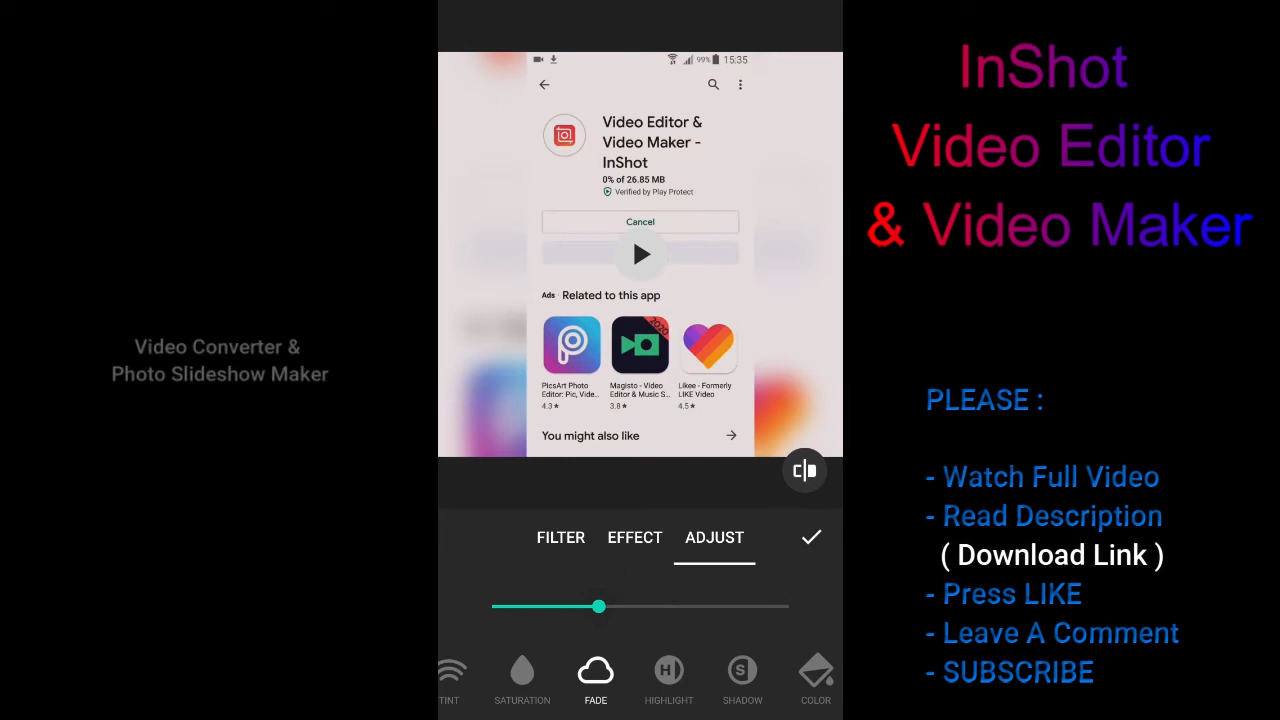 Video Converter &
Photo Slideshow Maker
99% 15:35
Video Editor &
Video Maker -
InShot
0% of 26.85 MB
Verified by Play Protect
Cancel
Ads · Related to this app
2020
PicsArt Photo
Editor: Pic, Vide...
4.3★
Magisto - Video
Editor & Music S...
3.8★
Likee - Formerly
LIKE Video
4.5★
You might also like
FILTER EFFECT ADJUST
TINT SATURATION FADE HIGHLIGHT SHADOW COLOR
H
S
InShot
Video Editor
& Video Maker
PLEASE :
- Watch Full Video
- Read Description
( Download Link )
- Press LIKE
- Leave A Comment
- SUBSCRIBE